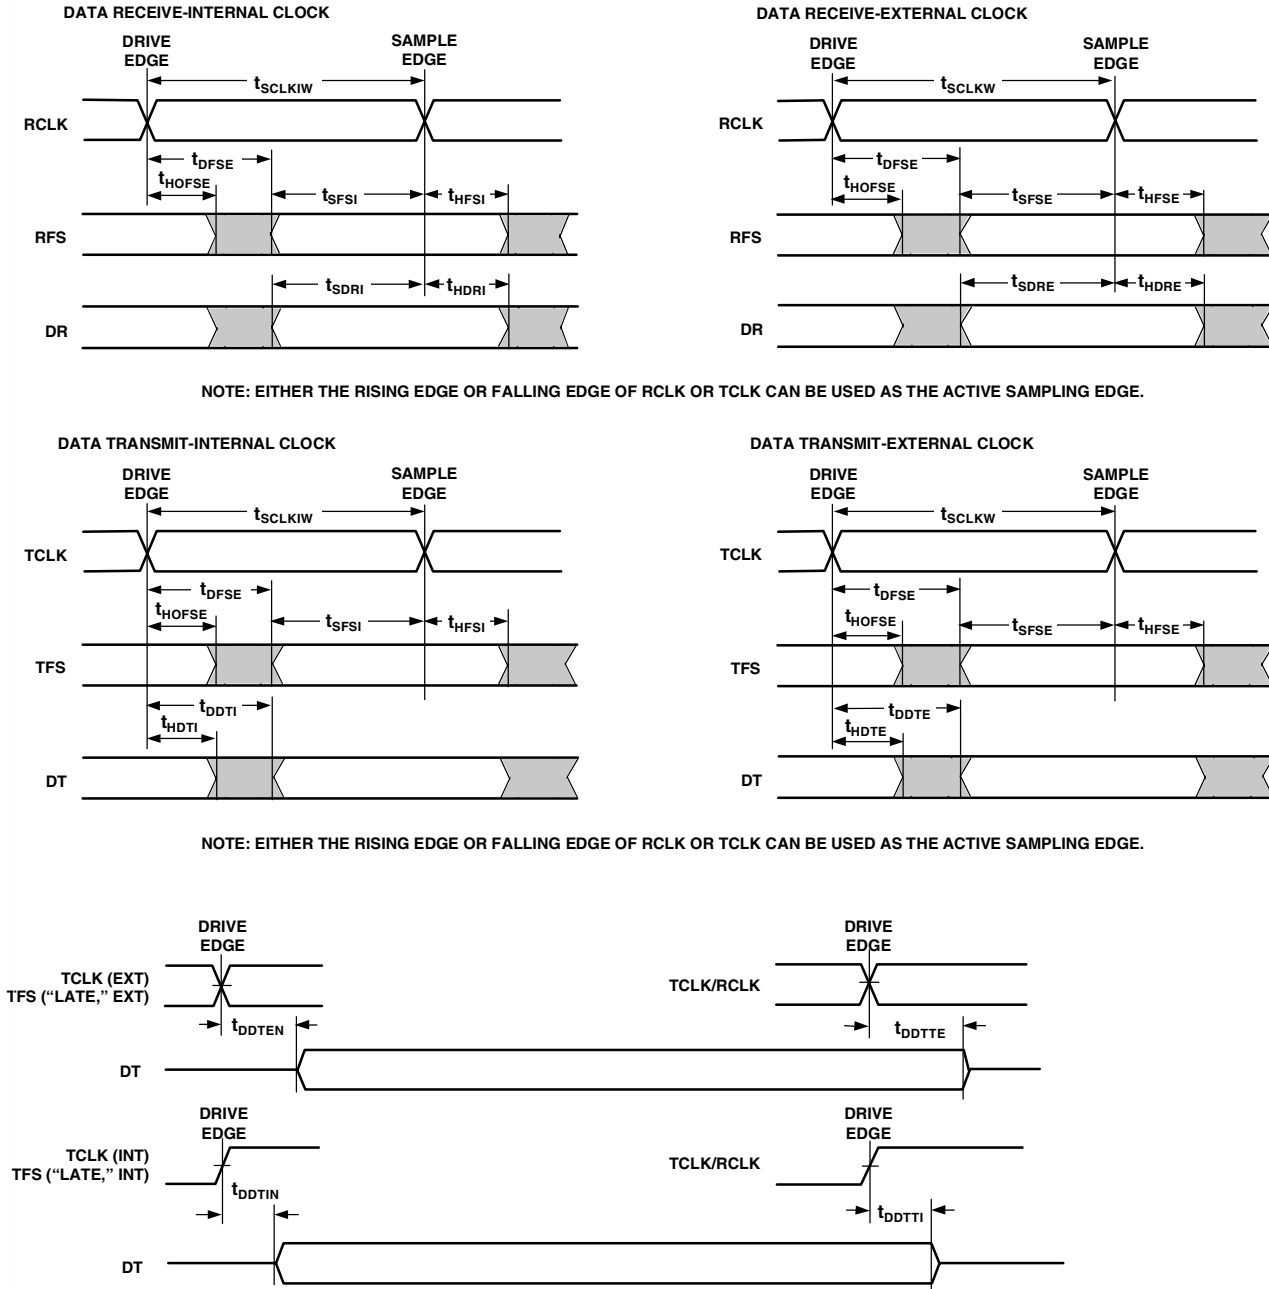 DATA RECEIVE-INTERNAL CLOCK
DRIVE
EDGE
SAMPLE
EDGE
tSCLKIW
RCLK
tDFSE
tHOFSE
tSFSI
tHFSI
RFS
tSDRI
tHDRI
DR
DATA RECEIVE-EXTERNAL CLOCK
DRIVE
EDGE
SAMPLE
EDGE
tSCLKW
RCLK
tDFSE
tHOFSE
tSFSE
tHFSE
RFS
tSDRE
tHDRE
DR
NOTE: EITHER THE RISING EDGE OR FALLING EDGE OF RCLK OR TCLK CAN BE USED AS THE ACTIVE SAMPLING EDGE.
DATA TRANSMIT-INTERNAL CLOCK
DRIVE
EDGE
SAMPLE
EDGE
tSCLKIW
TCLK
tDFSE
tHOFSE
tSFSI
tHFSI
TFS
tDDTI
tHDTI
DT
DATA TRANSMIT-EXTERNAL CLOCK
DRIVE
EDGE
SAMPLE
EDGE
tSCLKW
TCLK
tDFSE
tHOFSE
tSFSE
tHFSE
TFS
tDDTE
tHDTE
DT
NOTE: EITHER THE RISING EDGE OR FALLING EDGE OF RCLK OR TCLK CAN BE USED AS THE ACTIVE SAMPLING EDGE.
DRIVE
EDGE
TCLK (EXT)
TFS (“LATE,” EXT)
tDDTEN
DRIVE
EDGE
TCLK/RCLK
tDDTTE
DT
DRIVE
EDGE
TCLK (INT)
TFS (“LATE,” INT)
tDDTIN
DRIVE
EDGE
TCLK/RCLK
tDDTTI
DT